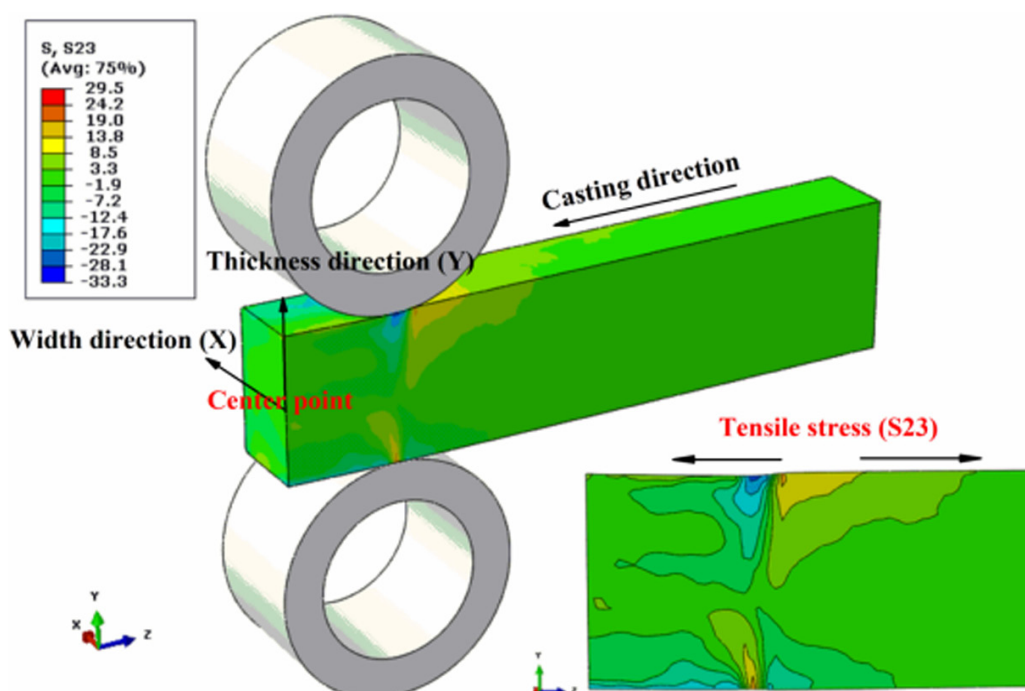 S, S23
(Avg: 75%)
29.5
24.2
19.0
13.8
8.5
3.3
-1.9
-7.2
-12.4
-17.6
-22.9
-28.1
-33.3
Casting direction
Thickness direction (Y)
Width direction (X)
Center point
Tensile stress (S23)
Y
X
Z
Y